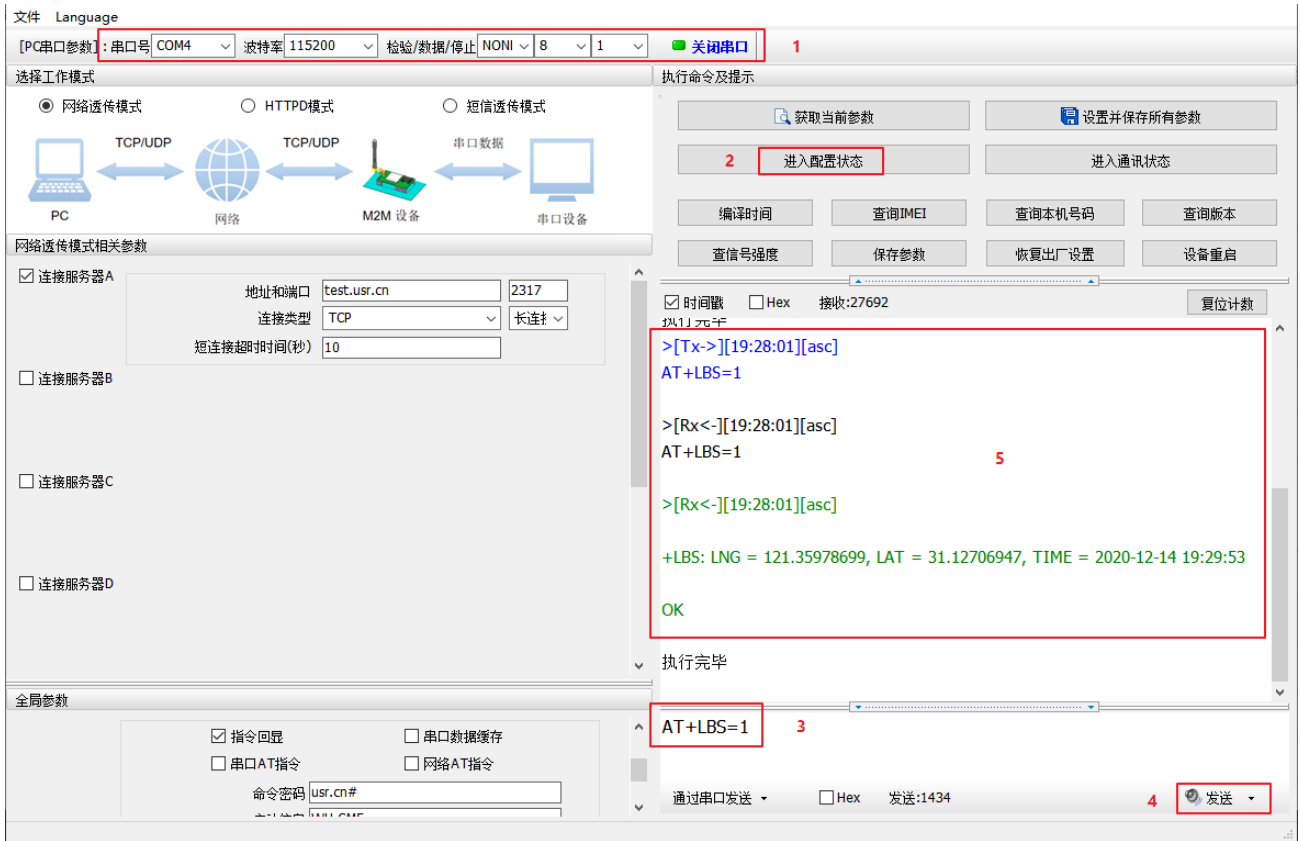 文件 Language
[PC串口参数]:串口号 COM4 波特率 115200 检验/数据/停止 NONI 8 1 关闭串口 1
选择工作模式
网络透传模式 HTTPD模式 短信透传模式
TCP/UDP TCP/UDP 串口数据
PC 网络 M2M 设备 串口设备
网络透传模式相关参数
连接服务器A
地址和端口 test.usr.cn 2317
连接类型 TCP 长连接
短连接超时时间(秒) 10
连接服务器B
连接服务器C
连接服务器D
全局参数
指令回显 串口数据缓存
串口AT指令 网络AT指令
命令密码 usr.cn#
执行命令及提示
获取当前参数 设置并保存所有参数
2 进入配置状态 进入通讯状态
编译时间 查询IMEI 查询本机号码 查询版本
查信号强度 保存参数 恢复出厂设置 设备重启
时间戳 Hex 接收:27692 复位计数
执行完毕
>[Tx->][19:28:01][asc]
AT+LBS=1
>[Rx<-][19:28:01][asc]
AT+LBS=1
5
>[Rx<-][19:28:01][asc]
+LBS: LNG = 121.35978699, LAT = 31.12706947, TIME = 2020-12-14 19:29:53
OK
执行完毕
AT+LBS=1 3
通过串口发送 Hex 发送:1434 4 发送